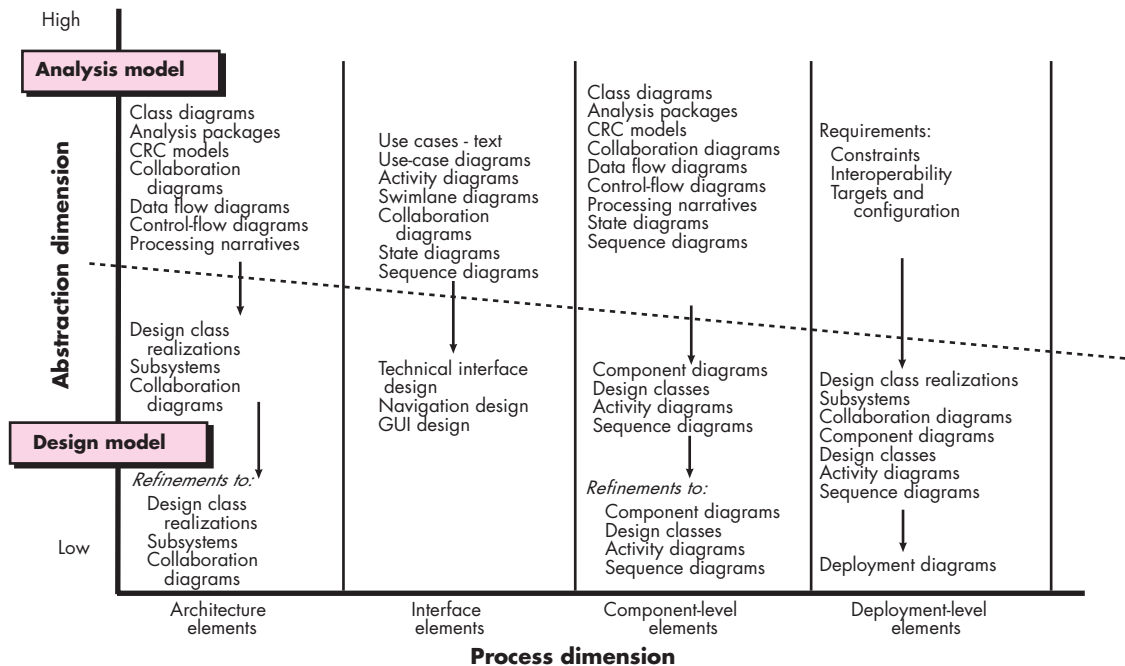 High
Analysis model
Abstraction dimension
Design model
Low
Class diagrams
Analysis packages
CRC models
Collaboration
diagrams
Data flow diagrams
Control-flow diagrams
Processing narratives
Design class
realizations
Subsystems
Collaboration
diagrams
Refinements to:
Design class
realizations
Subsystems
Collaboration
diagrams
Use cases - text
Use-case diagrams
Activity diagrams
Swimlane diagrams
Collaboration
diagrams
State diagrams
Sequence diagrams
Technical interface
design
Navigation design
GUI design
Class diagrams
Analysis packages
CRC models
Collaboration diagrams
Data flow diagrams
Control-flow diagrams
Processing narratives
State diagrams
Sequence diagrams
Component diagrams
Design classes
Activity diagrams
Sequence diagrams
Refinements to:
Component diagrams
Design classes
Activity diagrams
Sequence diagrams
Requirements:
Constraints
Interoperability
Targets and
configuration
Design class realizations
Subsystems
Collaboration diagrams
Component diagrams
Design classes
Activity diagrams
Sequence diagrams
Deployment diagrams
Architecture
elements
Interface
elements
Component-level
elements
Deployment-level
elements
Process dimension